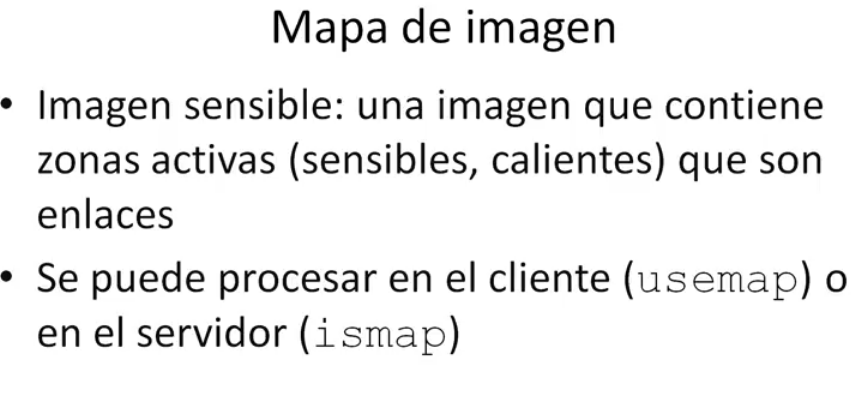 Mapa de imagen
• Imagen sensible: una imagen que contiene
zonas activas (sensibles, calientes) que son
enlaces
• Se puede procesar en el cliente (usemap) o
en el servidor (ismap)